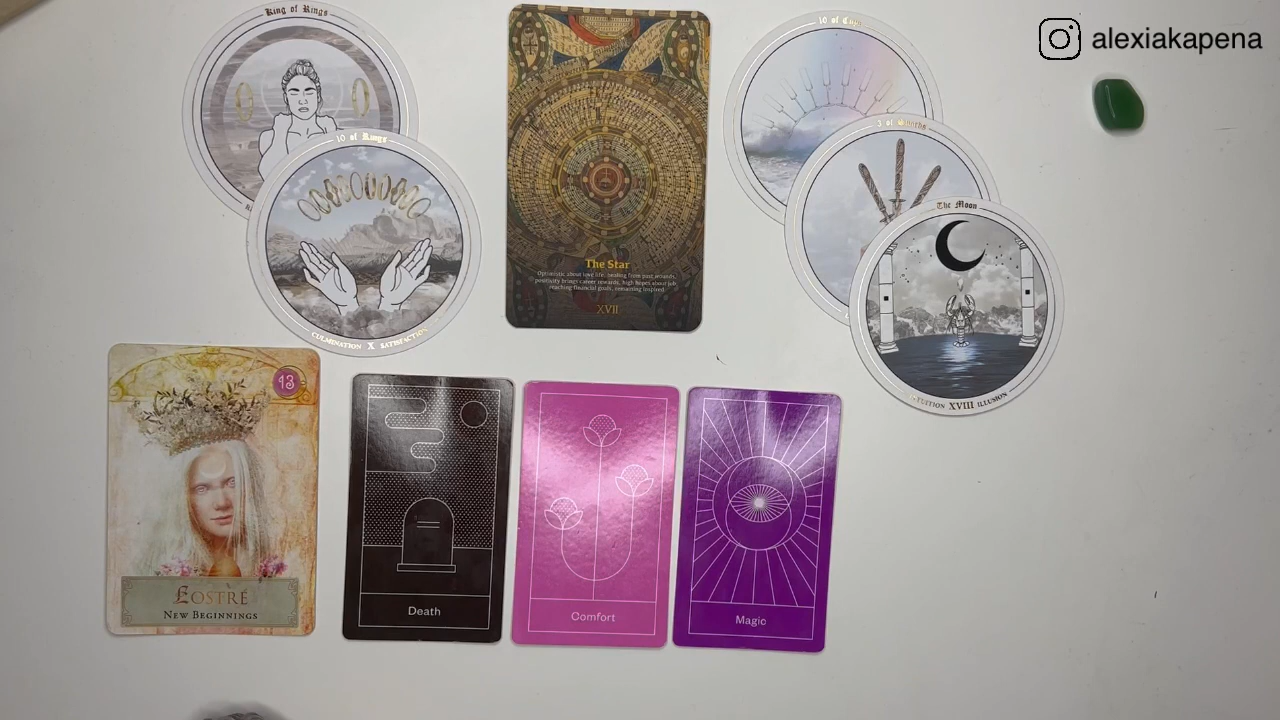 King of Rings
10 of Rings
CULMINATION X SATISFACTION
The Star
Optimistic about love life, healing from past wounds,
positivity brings career rewards, high hopes about job,
reaching financial goals, remaining inspired.
XVII
10 of Cups
3 of Swords
The Moon
INTUITION XVIII ILLUSION
alexiakapena
13
EOSTRÉ
NEW BEGINNINGS
Death
Comfort
Magic